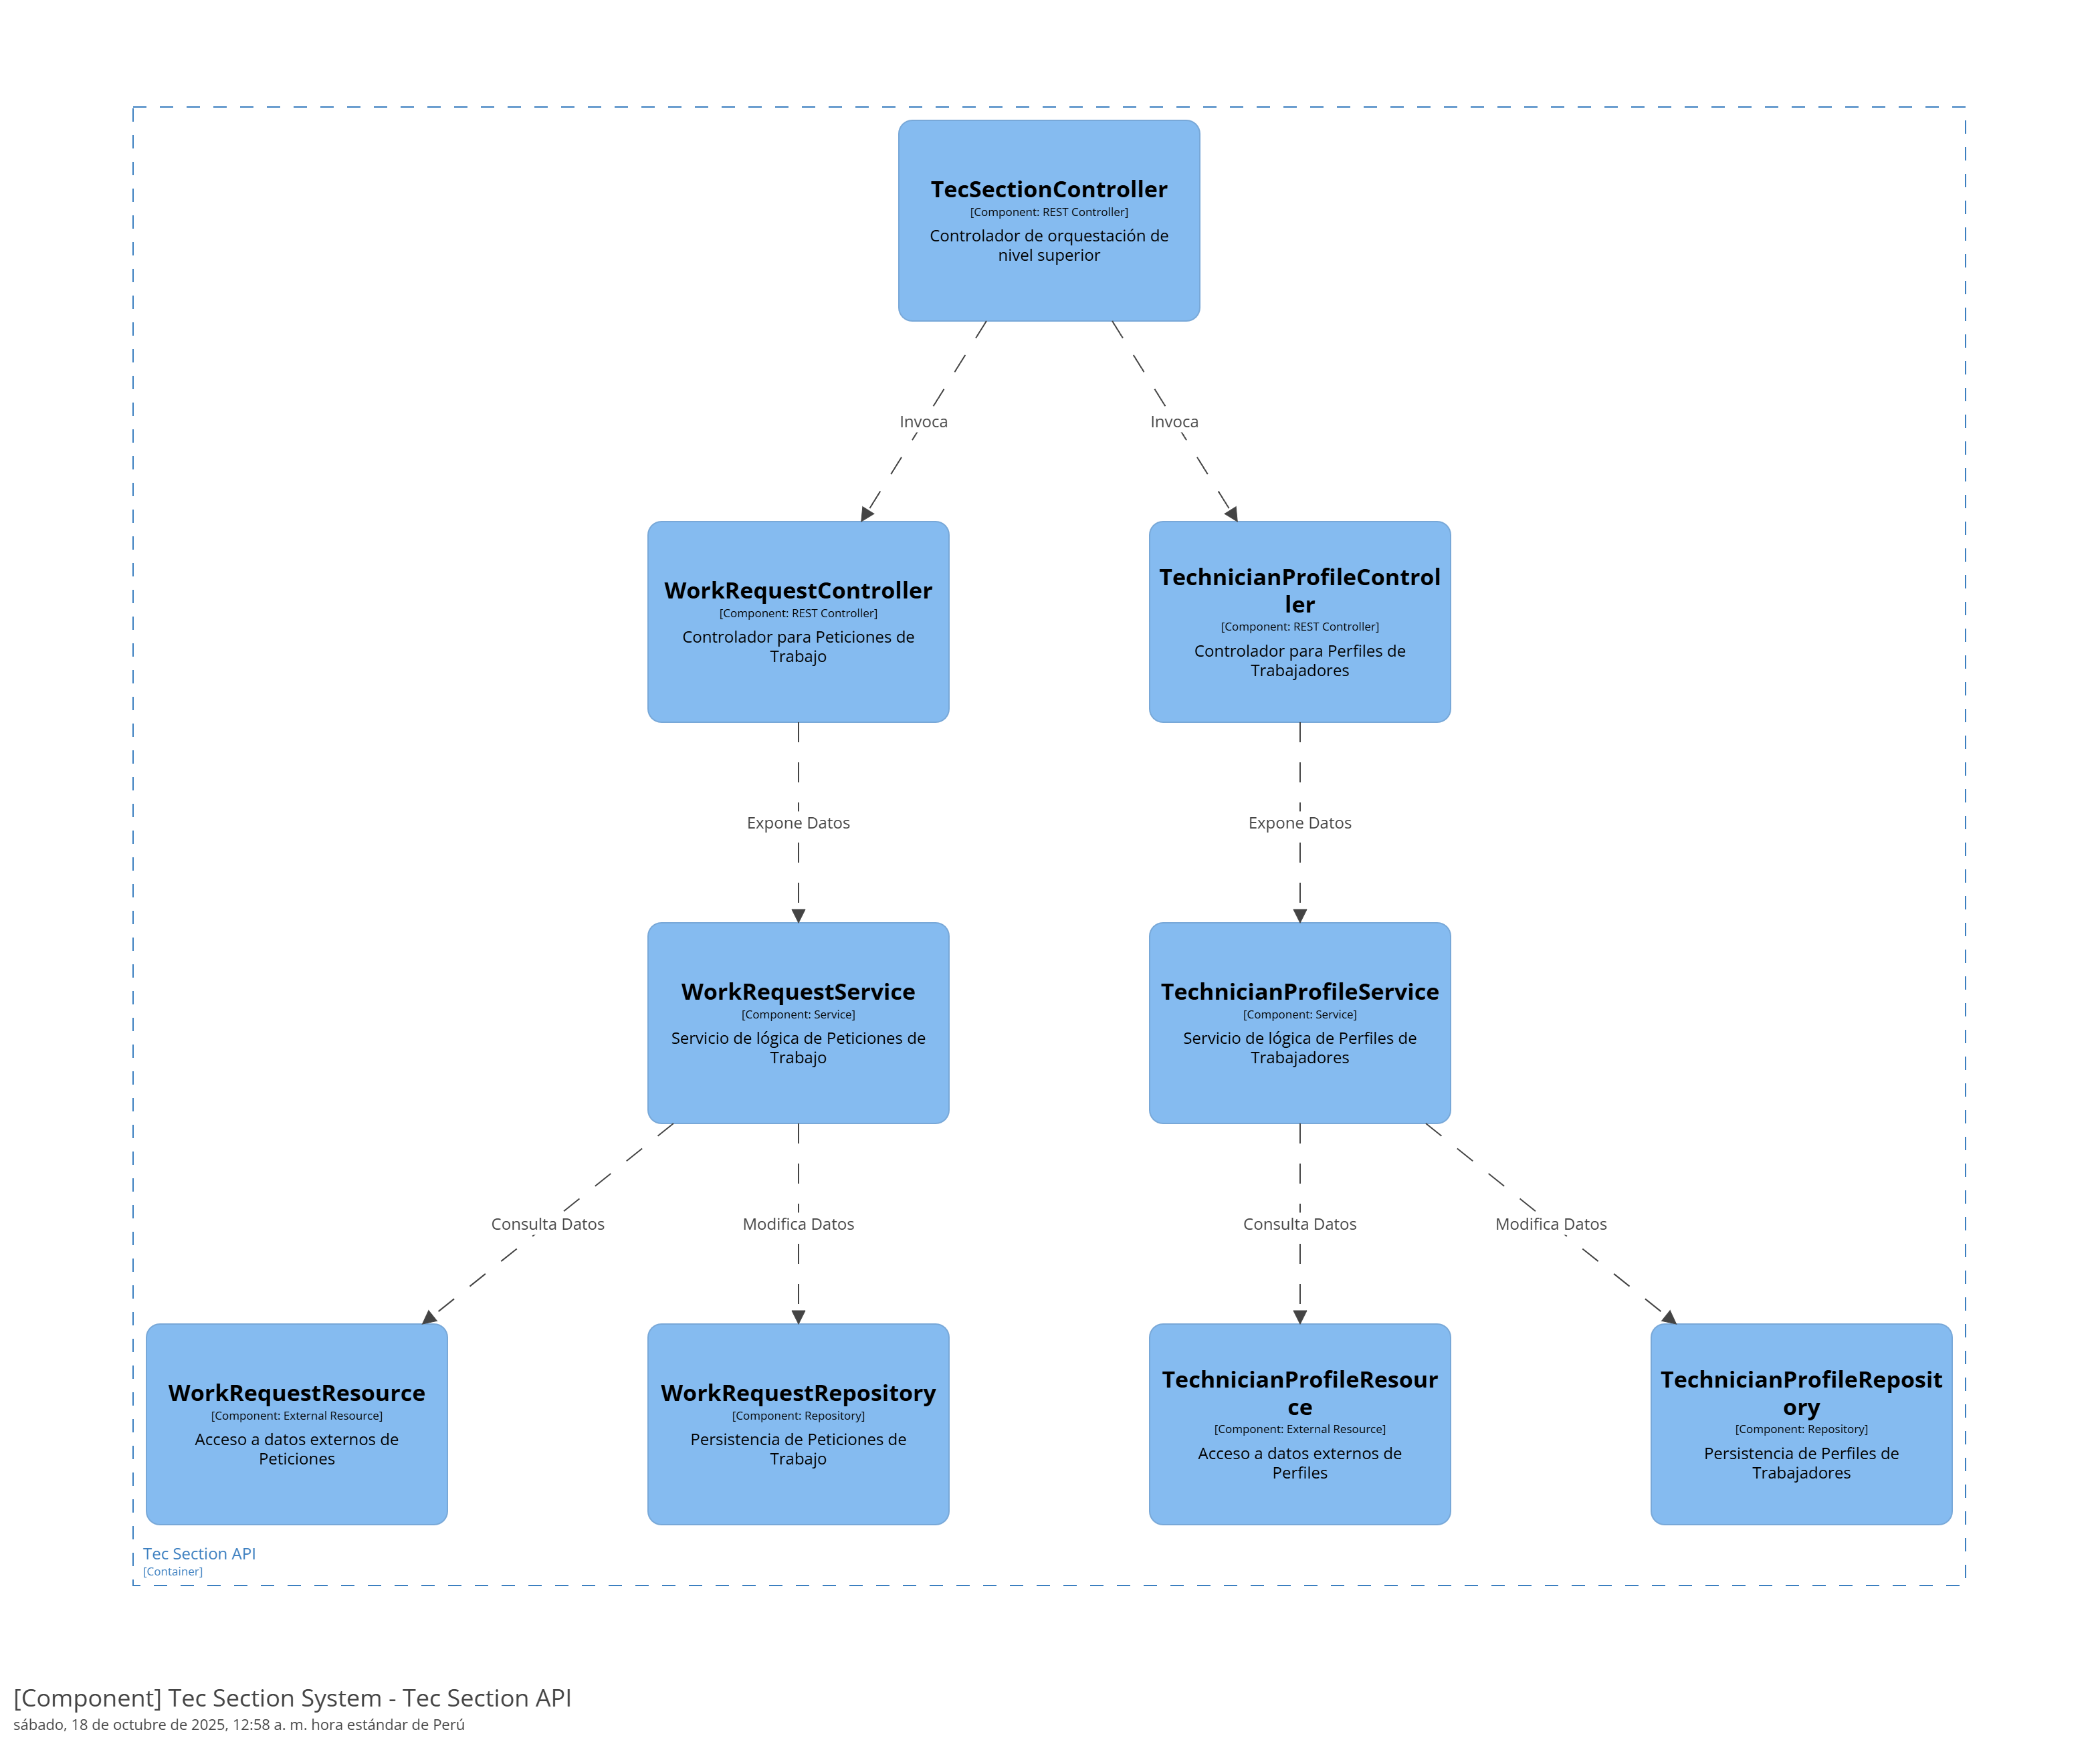 TecSectionController
[Component: REST Controller]
Controlador de orquestación de
nivel superior
Invoca
Invoca
WorkRequestController
[Component: REST Controller]
Controlador para Peticiones de
Trabajo
TechnicianProfileControl
ler
[Component: REST Controller]
Controlador para Perfiles de
Trabajadores
Expone Datos
Expone Datos
WorkRequestService
[Component: Service]
Servicio de lógica de Peticiones de
Trabajo
TechnicianProfileService
[Component: Service]
Servicio de lógica de Perfiles de
Trabajadores
Consulta Datos
Modifica Datos
Consulta Datos
Modifica Datos
WorkRequestResource
[Component: External Resource]
Acceso a datos externos de
Peticiones
WorkRequestRepository
[Component: Repository]
Persistencia de Peticiones de
Trabajo
TechnicianProfileResour
ce
[Component: External Resource]
Acceso a datos externos de
Perfiles
TechnicianProfileReposit
ory
[Component: Repository]
Persistencia de Perfiles de
Trabajadores
Tec Section API
[Container]
[Component] Tec Section System - Tec Section API
sábado, 18 de octubre de 2025, 12:58 a. m. hora estándar de Perú